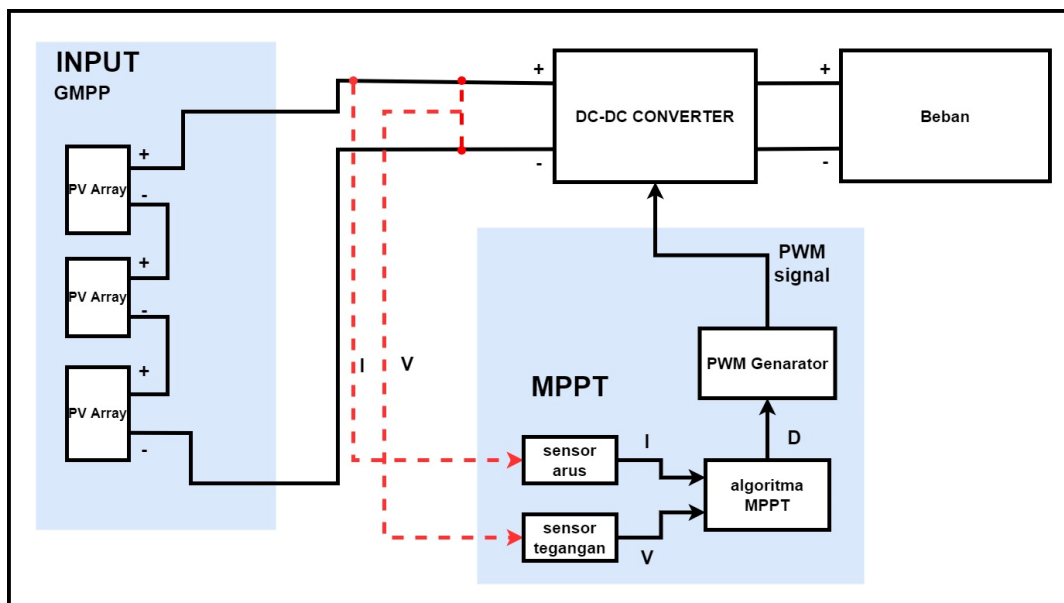 INPUT
GMPP
PV Array
+
-
PV Array
+
-
PV Array
+
-
I
V
+
-
DC-DC CONVERTER
+
-
Beban
PWM
signal
PWM Genarator
MPPT
D
sensor
arus
I
algoritma
MPPT
sensor
tegangan
V